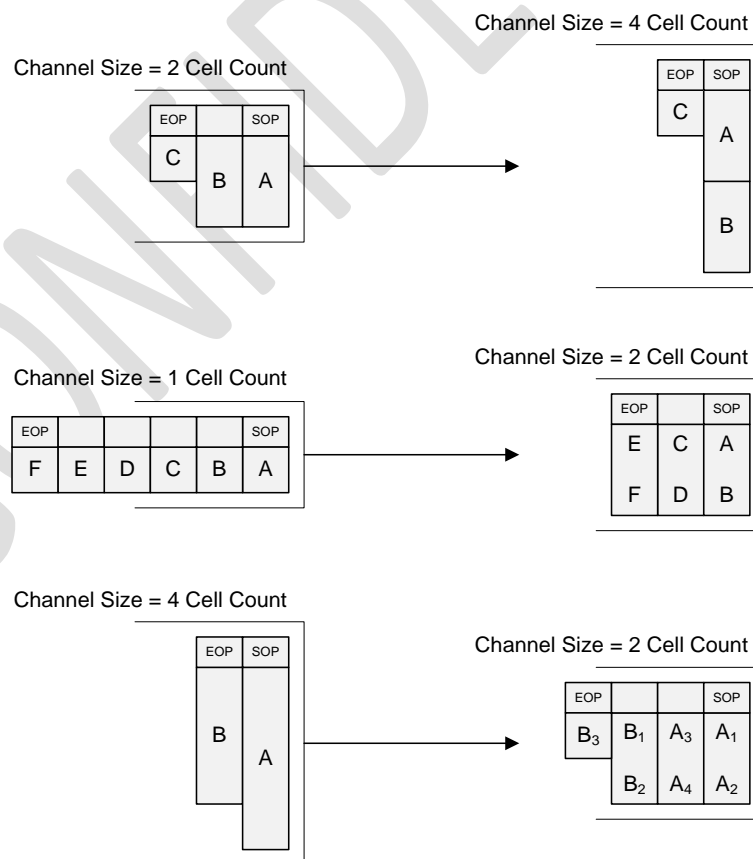 Channel Size = 4 Cell Count
Channel Size = 2 Cell Count
EOP SOP
C A
B
EOP SOP
C B A
Channel Size = 2 Cell Count
Channel Size = 1 Cell Count
EOP SOP
E C A
F D B
EOP SOP
F E D C B A
Channel Size = 4 Cell Count
Channel Size = 2 Cell Count
EOP SOP
B A
EOP SOP
B₃ B₁ A₃ A₁
B₂ A₄ A₂